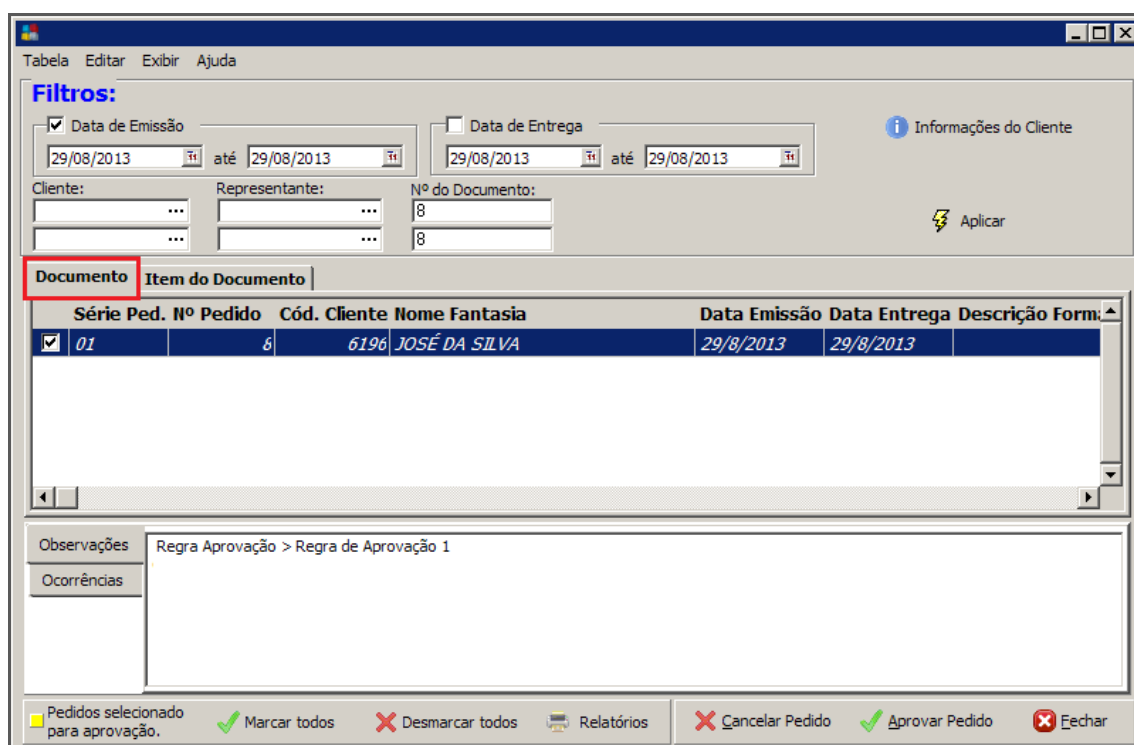 Tabela Editar Exibir Ajuda
Filtros:
Data de Emissão Data de Entrega Informações do Cliente
29/08/2013 até 29/08/2013 29/08/2013 até 29/08/2013
Cliente: Representante: Nº do Documento:
... ... 8
... ... 8
Aplicar
Documento Item do Documento
Série Ped. Nº Pedido Cód. Cliente Nome Fantasia Data Emissão Data Entrega Descrição Form
01 8 6196 JOSÉ DA SILVA 29/8/2013 29/8/2013
Observações Regra Aprovação > Regra de Aprovação 1
Ocorrências
Pedidos selecionado
para aprovação. Marcar todos Desmarcar todos Relatórios Cancelar Pedido Aprovar Pedido Fechar